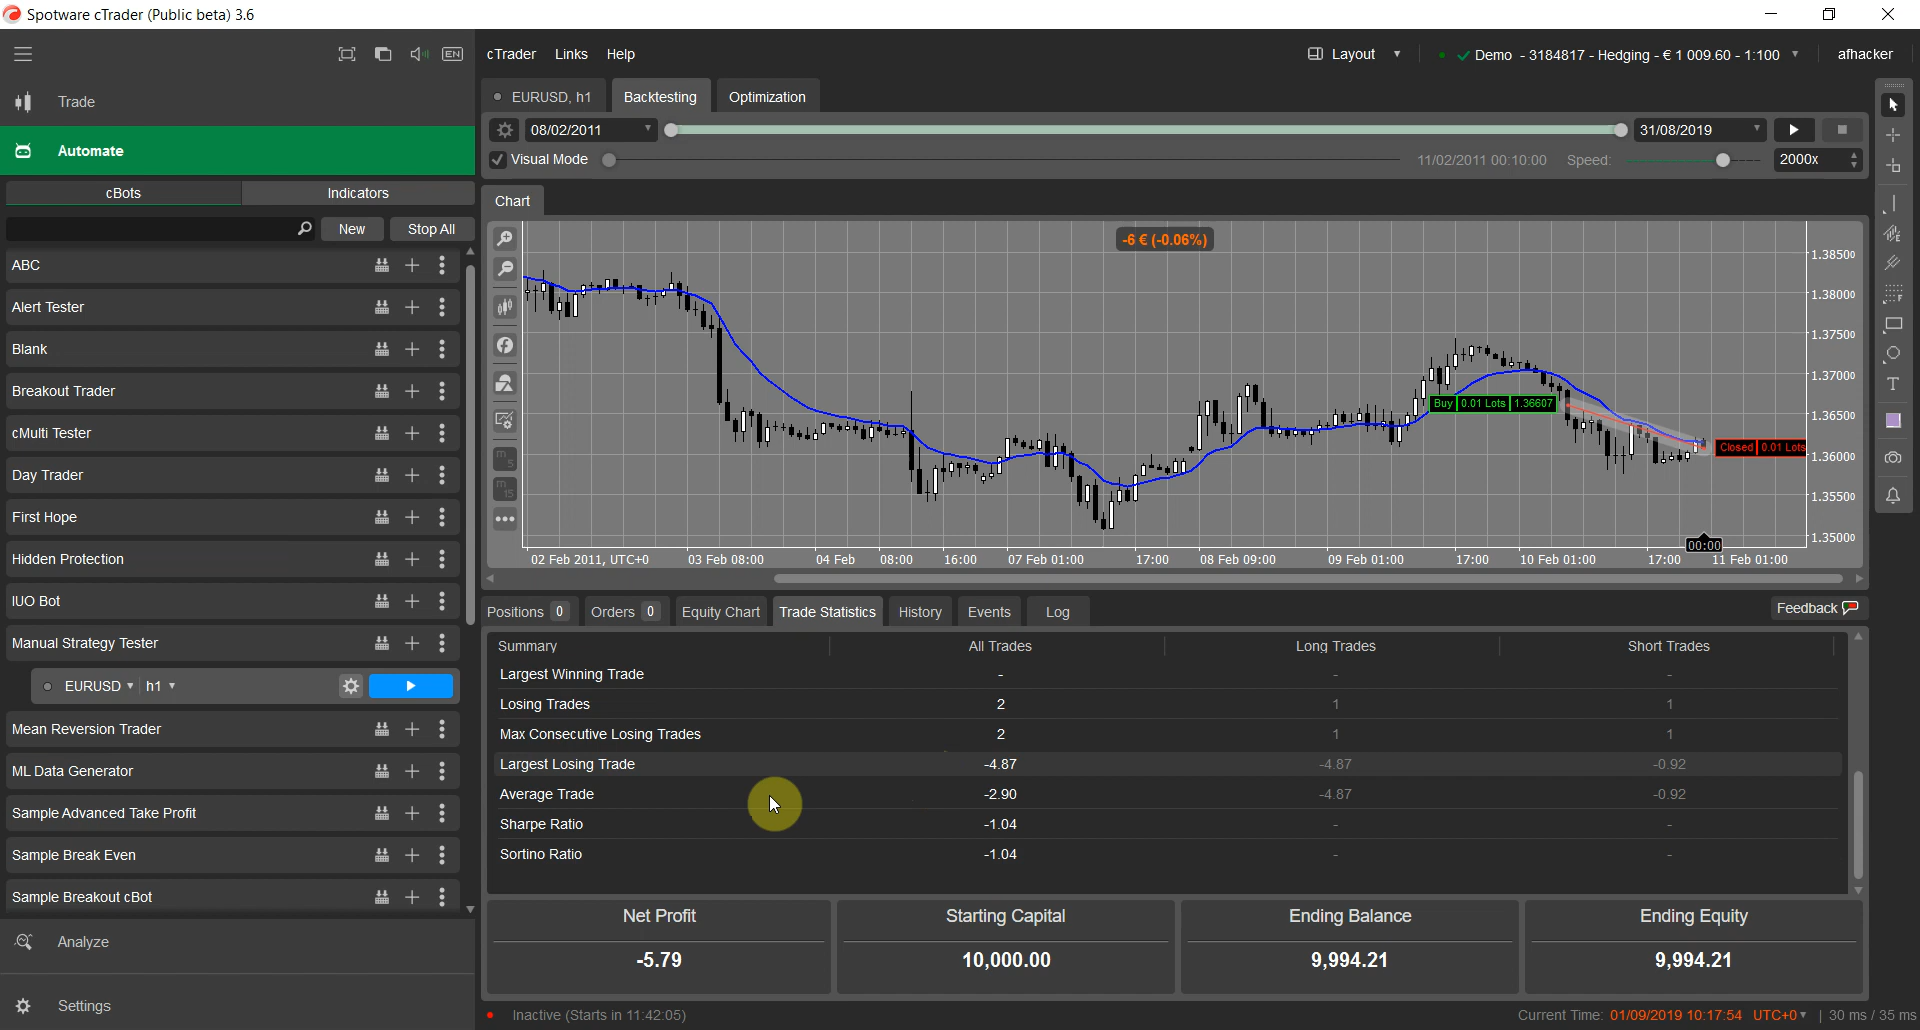 Spotware cTrader (Public beta) 3.6
EN
cTrader Links Help
Layout
Demo - 3184817 - Hedging - € 1 009.60 - 1:100
afhacker
Trade
Automate
cBots Indicators
New Stop All
ABC
Alert Tester
Blank
Breakout Trader
cMulti Tester
Day Trader
First Hope
Hidden Protection
IUO Bot
Manual Strategy Tester
EURUSD h1
Mean Reversion Trader
ML Data Generator
Sample Advanced Take Profit
Sample Break Even
Sample Breakout cBot
Analyze
Settings
EURUSD, h1 Backtesting Optimization
08/02/2011 31/08/2019
Visual Mode 11/02/2011 00:10:00 Speed: 2000x
Chart
-6 € (-0.06%)
m 5
m 15
1.38500
1.38000
1.37500
1.37000
1.36500
1.36000
1.35500
1.35000
Buy 0.01 Lots 1.36607
Closed 0.01 Lots
00:00
02 Feb 2011, UTC+0 03 Feb 08:00 04 Feb 08:00 16:00 07 Feb 01:00 17:00 08 Feb 09:00 09 Feb 01:00 17:00 10 Feb 01:00 17:00 11 Feb 01:00
T
Positions 0 Orders 0 Equity Chart Trade Statistics History Events Log Feedback
Summary All Trades Long Trades Short Trades
Largest Winning Trade - - -
Losing Trades 2 1 1
Max Consecutive Losing Trades 2 1 1
Largest Losing Trade -4.87 -4.87 -0.92
Average Trade -2.90 -4.87 -0.92
Sharpe Ratio -1.04 - -
Sortino Ratio -1.04 - -
Net Profit Starting Capital Ending Balance Ending Equity
-5.79 10,000.00 9,994.21 9,994.21
Inactive (Starts in 11:42:05)
Current Time: 01/09/2019 10:17:54 UTC+0 | 30 ms / 35 ms